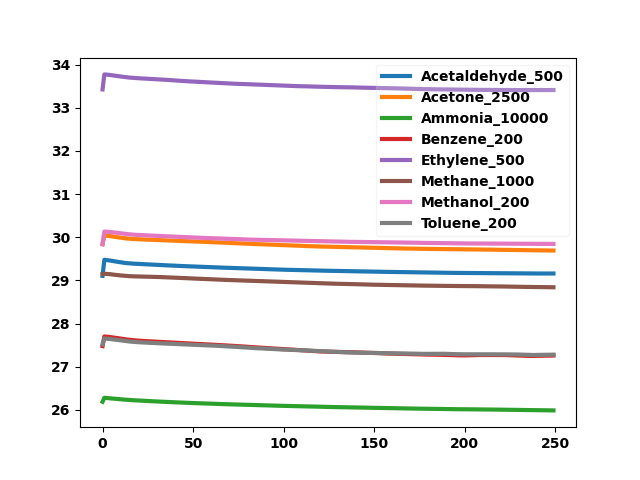 34
33
32
31
30
29
28
27
26
0
50
100
150
200
250
Acetaldehyde_500
Acetone_2500
Ammonia_10000
Benzene_200
Ethylene_500
Methane_1000
Methanol_200
Toluene_200